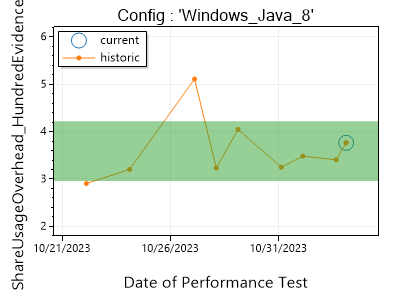 Config : 'Windows_Java_8'
ShareUsageOverhead_HundredEvidence
current
historic
6
5
4
3
2
10/21/2023
10/26/2023
10/31/2023
Date of Performance Test